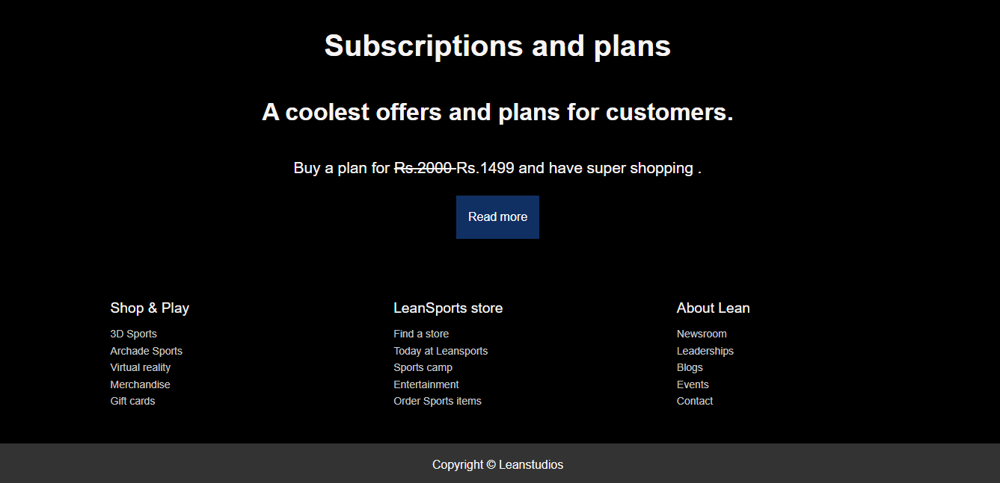 Subscriptions and plans
A coolest offers and plans for customers.
Buy a plan for Rs.2000 Rs.1499 and have super shopping .
Read more
Shop & Play
3D Sports
Archade Sports
Virtual reality
Merchandise
Gift cards
LeanSports store
Find a store
Today at Leansports
Sports camp
Entertainment
Order Sports items
About Lean
Newsroom
Leaderships
Blogs
Events
Contact
Copyright © Leanstudios